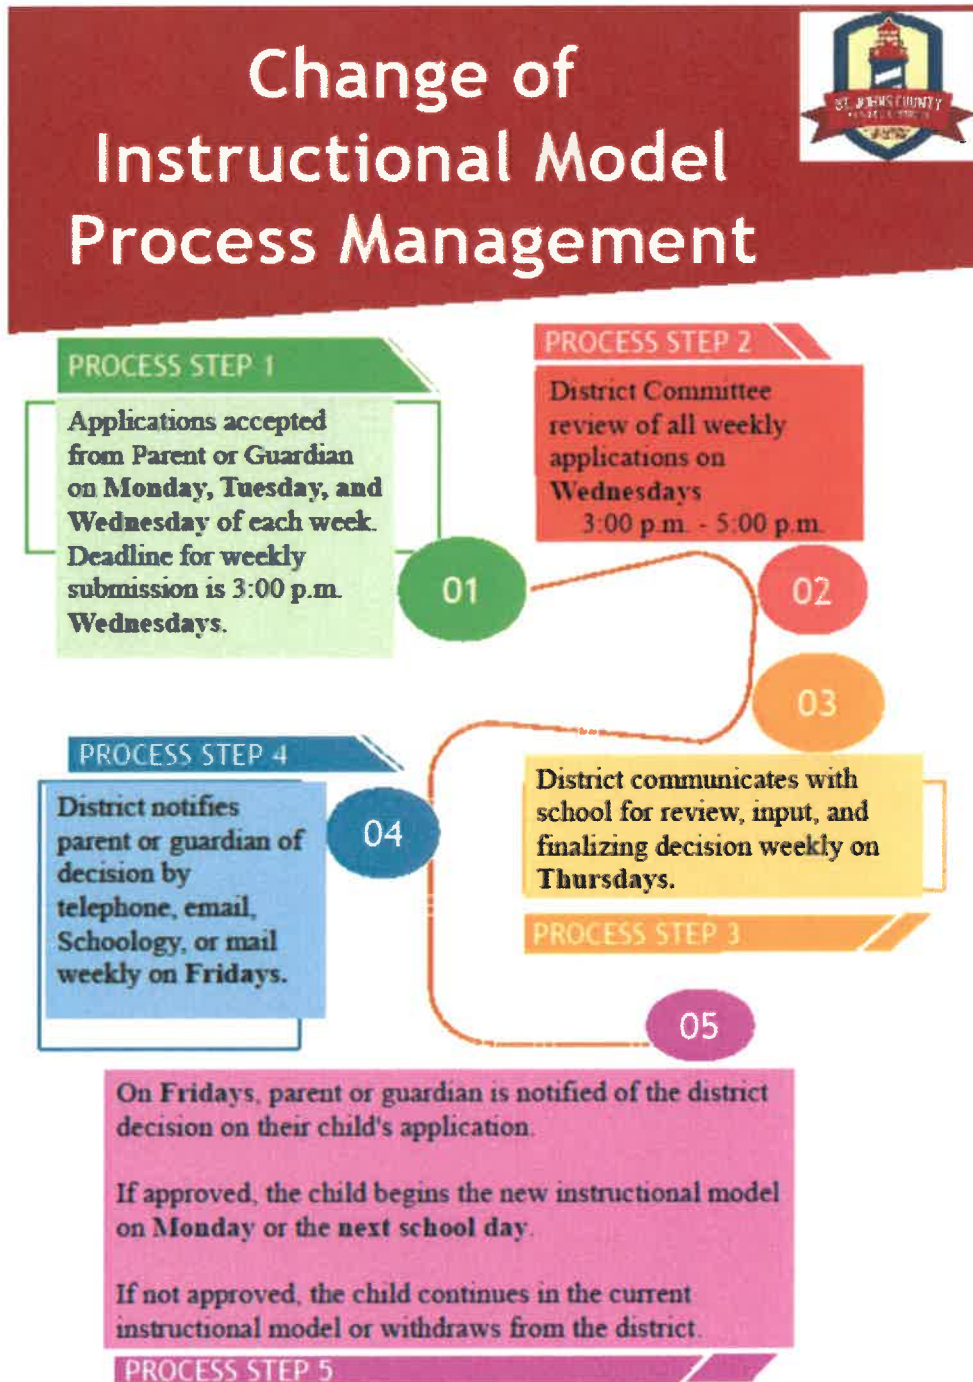 Change of
Instructional Model
Process Management
ST. JOHNS COUNTY
PROCESS STEP 1
Applications accepted
from Parent or Guardian
on Monday, Tuesday, and
Wednesday of each week.
Deadline for weekly
submission is 3:00 p.m.
Wednesdays.
01
PROCESS STEP 2
District Committee
review of all weekly
applications on
Wednesdays
3:00 p.m. - 5:00 p.m.
02
03
District communicates with
school for review, input, and
finalizing decision weekly on
Thursdays.
PROCESS STEP 3
PROCESS STEP 4
District notifies
parent or guardian of
decision by
telephone, email,
Schoology, or mail
weekly on Fridays.
04
05
On Fridays, parent or guardian is notified of the district
decision on their child's application.
If approved, the child begins the new instructional model
on Monday or the next school day.
If not approved, the child continues in the current
instructional model or withdraws from the district.
PROCESS STEP 5